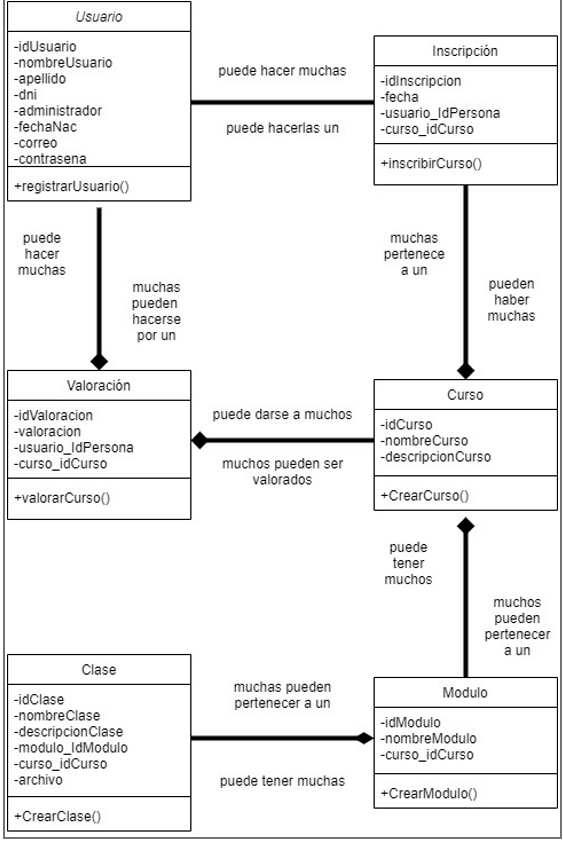 Usuario
-idUsuario
-nombreUsuario
-apellido
-dni
-administrador
-fechaNac
-correo
-contrasena
+registrarUsuario()
puede hacer muchas
puede hacerlas un
Inscripción
-idInscripcion
-fecha
-usuario_IdPersona
-curso_idCurso
+inscribirCurso()
puede
hacer
muchas
muchas
pueden
hacerse
por un
muchas
pertenece
a un
pueden
haber
muchas
Valoración
-idValoracion
-valoracion
-usuario_IdPersona
-curso_idCurso
+valorarCurso()
puede darse a muchos
muchos pueden ser
valorados
Curso
-idCurso
-nombreCurso
-descripcionCurso
+CrearCurso()
puede
tener
muchos
muchos
pueden
pertenecer
a un
Clase
-idClase
-nombreClase
-descripcionClase
-modulo_IdModulo
-curso_idCurso
-archivo
+CrearClase()
muchas pueden
pertenecer a un
puede tener muchas
Modulo
-idModulo
-nombreModulo
-curso_idCurso
+CrearModulo()